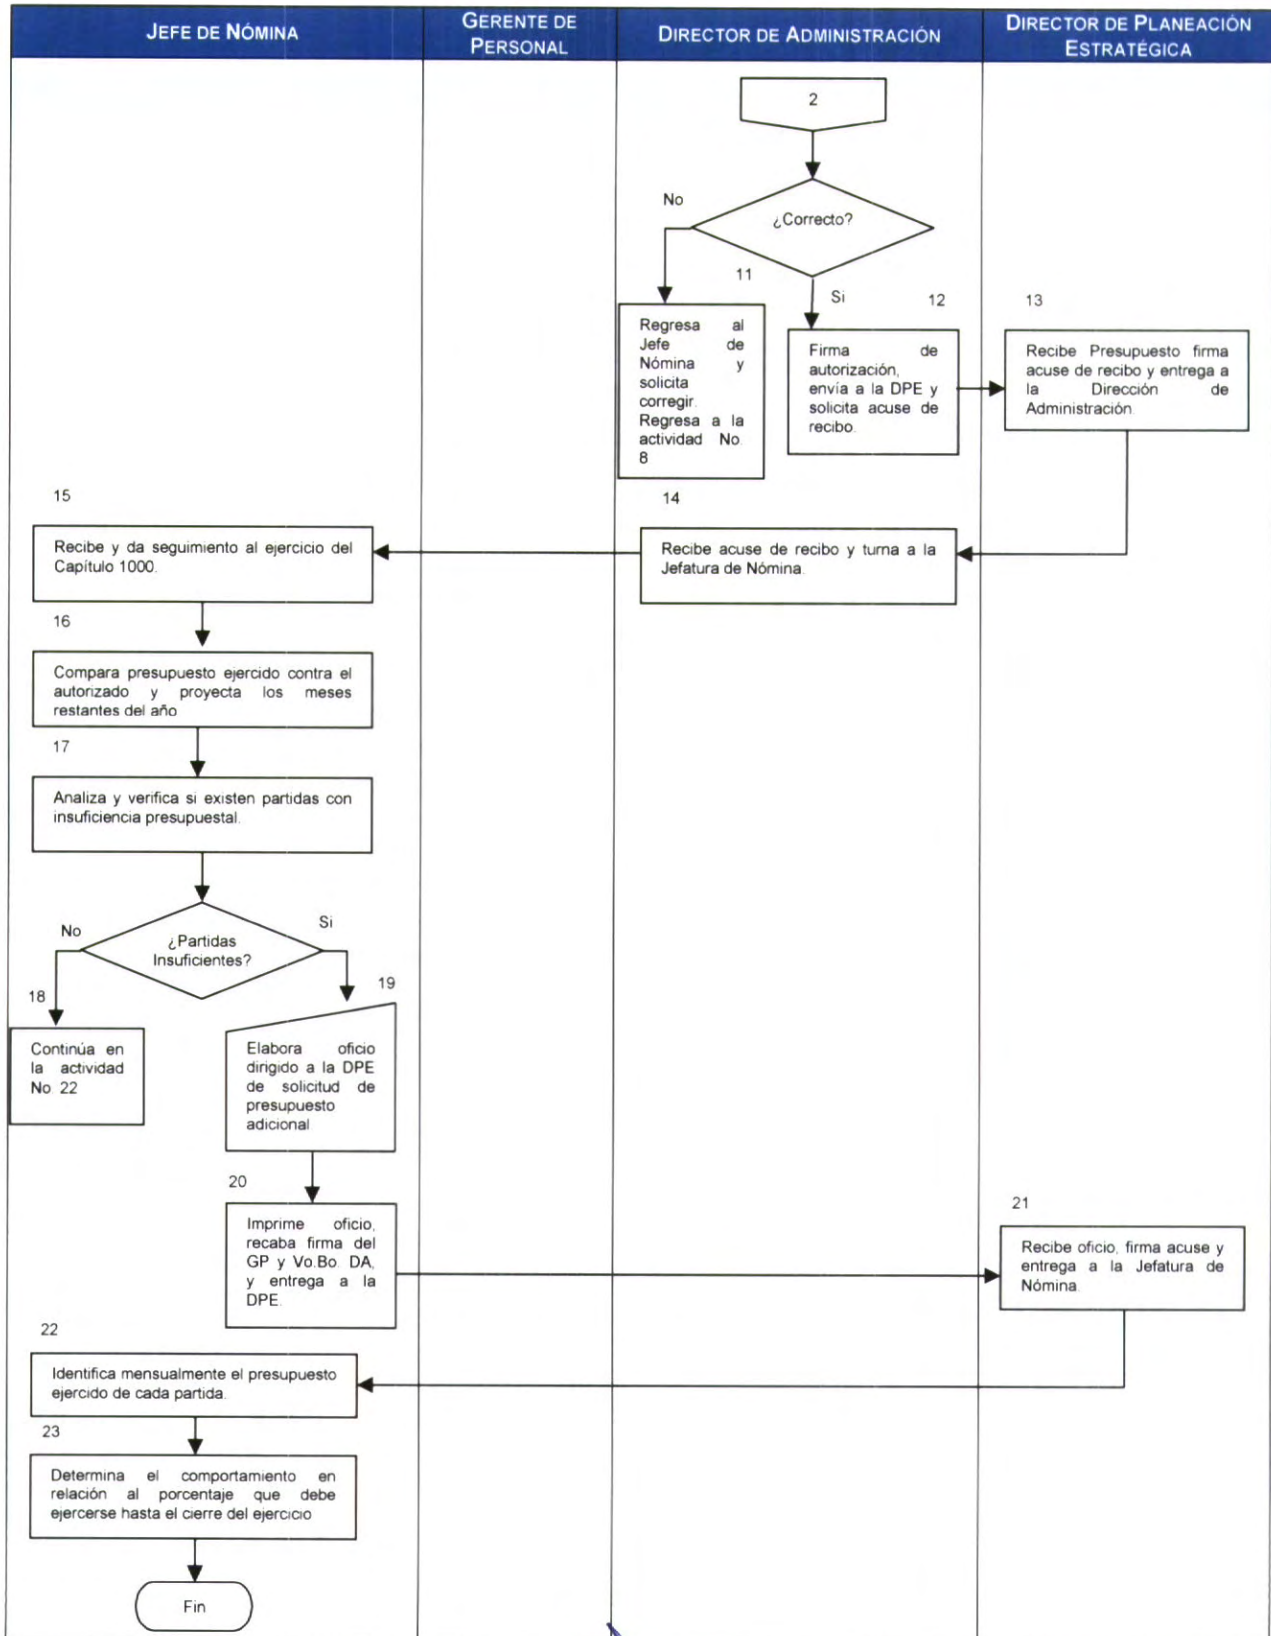 JEFE DE NÓMINA
GERENTE DE
PERSONAL
DIRECTOR DE ADMINISTRACIÓN
DIRECTOR DE PLANEACIÓN
ESTRATÉGICA
2
¿Correcto?
No
Si
11
Regresa al
Jefe de
Nómina y
solicita
corregir.
Regresa a la
actividad No.
8
12
Firma de
autorización,
envía a la DPE y
solicita acuse de
recibo.
13
Recibe Presupuesto firma
acuse de recibo y entrega a
la Dirección de
Administración
14
Recibe acuse de recibo y turna a la
Jefatura de Nómina.
15
Recibe y da seguimiento al ejercicio del
Capítulo 1000.
16
Compara presupuesto ejercido contra el
autorizado y proyecta los meses
restantes del año
17
Analiza y verifica si existen partidas con
insuficiencia presupuestal.
¿Partidas
Insuficientes?
No
Si
18
Continúa en
la actividad
No. 22
19
Elabora oficio
dirigido a la DPE
de solicitud de
presupuesto
adicional
20
Imprime oficio,
recaba firma del
GP y Vo.Bo. DA,
y entrega a la
DPE.
21
Recibe oficio, firma acuse y
entrega a la Jefatura de
Nómina.
22
Identifica mensualmente el presupuesto
ejercido de cada partida.
23
Determina el comportamiento en
relación al porcentaje que debe
ejercerse hasta el cierre del ejercicio
Fin